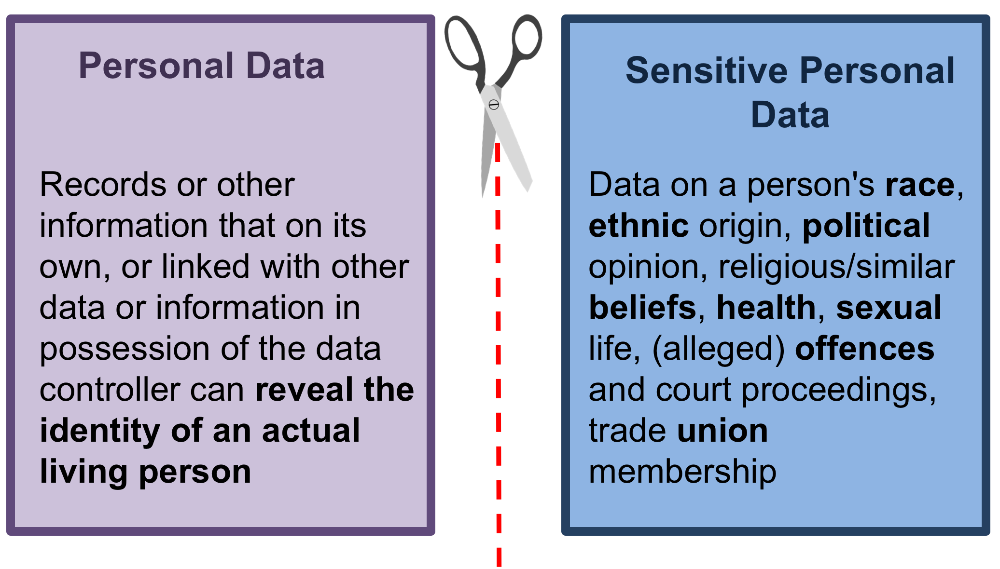 Personal Data
Records or other
information that on its
own, or linked with other
data or information in
possession of the data
controller can reveal the
identity of an actual
living person
Sensitive Personal
Data
Data on a person's race,
ethnic origin, political
opinion, religious/similar
beliefs, health, sexual
life, (alleged) offences
and court proceedings,
trade union
membership